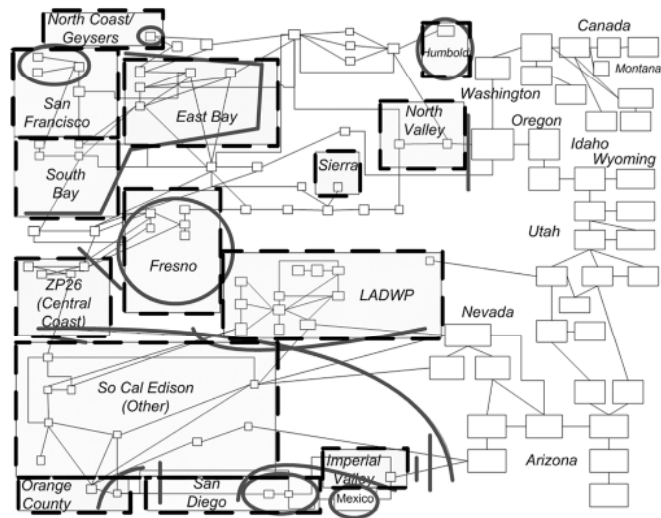 North Coast/
Geysers
Humbold
Canada
Montana
San
Francisco
East Bay
North
Valley
Washington
Oregon
Idaho
Wyoming
South
Bay
Sierra
Utah
Fresno
ZP26
(Central
Coast)
LADWP
Nevada
So Cal Edison
(Other)
Arizona
Orange
County
San
Diego
Imperial
Valley
Mexico